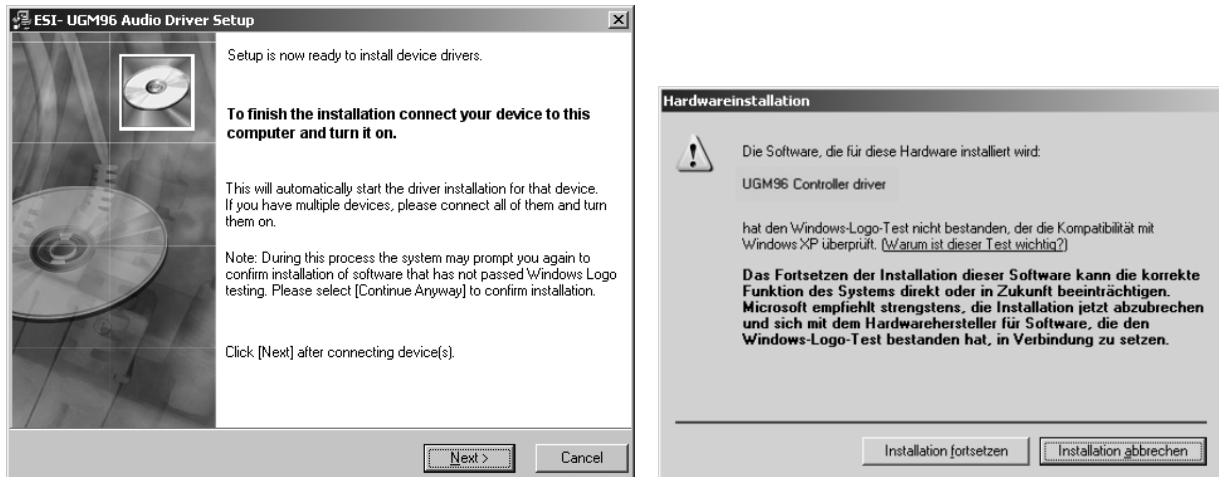 ESI- UGM96 Audio Driver Setup
Setup is now ready to install device drivers.
To finish the installation connect your device to this
computer and turn it on.
This will automatically start the driver installation for that device.
If you have multiple devices, please connect all of them and turn
them on.
Note: During this process the system may prompt you again to
confirm installation of software that has not passed Windows Logo
testing. Please select [Continue Anyway] to confirm installation.
Click [Next] after connecting device(s).
Next >
Cancel
Hardwareinstallation
Die Software, die für diese Hardware installiert wird:
UGM96 Controller driver
hat den Windows-Logo-Test nicht bestanden, der die Kompatibilität mit
Windows XP überprüft. (Warum ist dieser Test wichtig?)
Das Fortsetzen der Installation dieser Software kann die korrekte
Funktion des Systems direkt oder in Zukunft beeinträchtigen.
Microsoft empfiehlt strengstens, die Installation jetzt abzubrechen
und sich mit dem Hardwarehersteller für Software, die den
Windows-Logo-Test bestanden hat, in Verbindung zu setzen.
Installation fortsetzen
Installation abbrechen